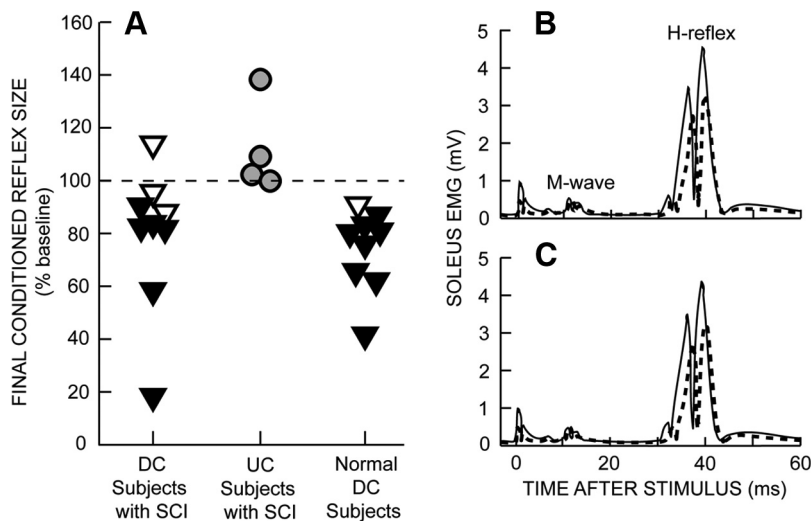 A
FINAL CONDITIONED REFLEX SIZE
(% baseline)
160
140
120
100
80
60
40
20
0
DC
Subjects
with SCI
UC
Subjects
with SCI
Normal
DC
Subjects
B
H-reflex
M-wave
SOLEUS EMG (mV)
5
4
3
2
1
0
C
5
4
3
2
1
0
0
20
40
60
TIME AFTER STIMULUS (ms)